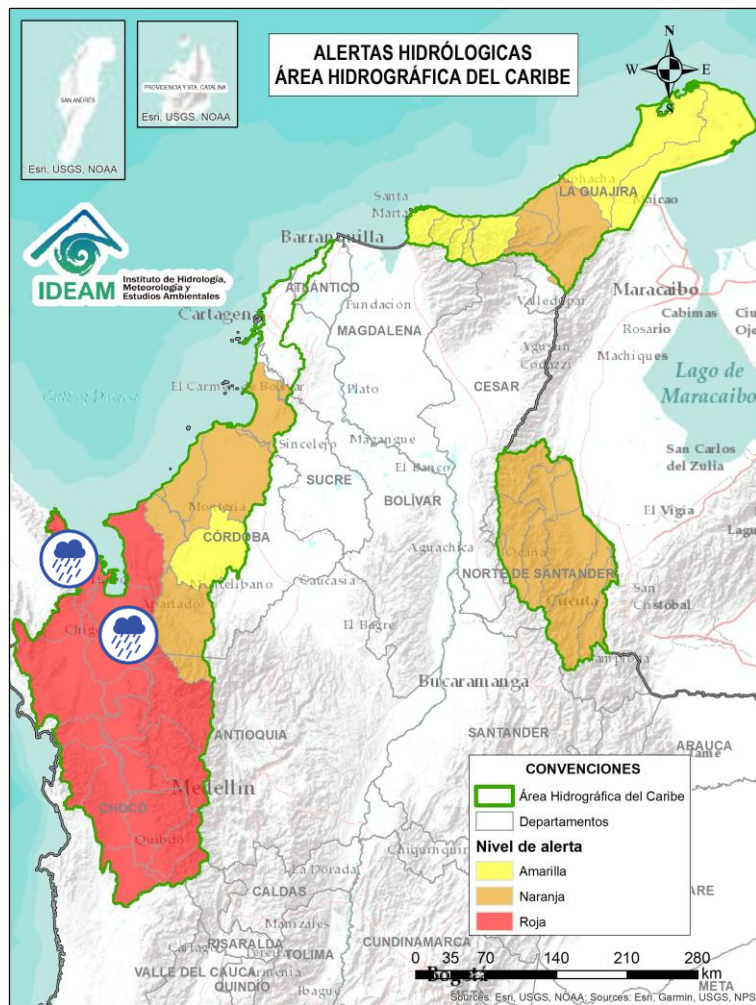 ALERTAS HIDRÓLOGICAS
ÁREA HIDROGRÁFICA DEL CARIBE
N
W
E
S
SAN ANDRÉS
: Esri, USGS, NOAA
PROVIDENCIA Y STA. CATALINA
Esri, USGS, NOAA
IDEAM
Instituto de Hidrología,
Meteorología y
Estudios Ambientales
LA GUAJIRA
Maicao
Santa
Marta
Barranquilla
ATLÁNTICO
Fundación
Valledupar
Maracaibo
Cartagena
MAGDALENA
Cabimas
Rosario
Agustín
Codazzi
Machiques
CESAR
Lago de
Maracaibo
El Carmen de Bolívar
Plato
Sincelejo
Magangue
San Carlos
del Zulia
El Banco
SUCRE
BOLÍVAR
Montería
El Vigía
CÓRDOBA
Aguachica
Ocaña
NORTE DE SANTANDER
Caucasia
San
Cristóbal
Apartado
Cúcuta
El Bagre
Pamplona
Bucaramanga
ANTIOQUIA
SANTANDER
ARAUCA
Medellín
CHOCO
Quibdó
La Dorada
CALDAS
Manizales
RISARALDA
Pereira
TOLIMA
CUNDINAMARCA
VALLE DEL CAUCA
Armenia
QUINDÍO
Ibagué
Bogotá
META
CONVENCIONES
Área Hidrográfica del Caribe
Departamentos
Nivel de alerta
Amarilla
Naranja
Roja
0 35 70 140 210 280
km
Sources: Esri, USGS, NOAA; Sources: Esri, Garmin, USGS, NPS